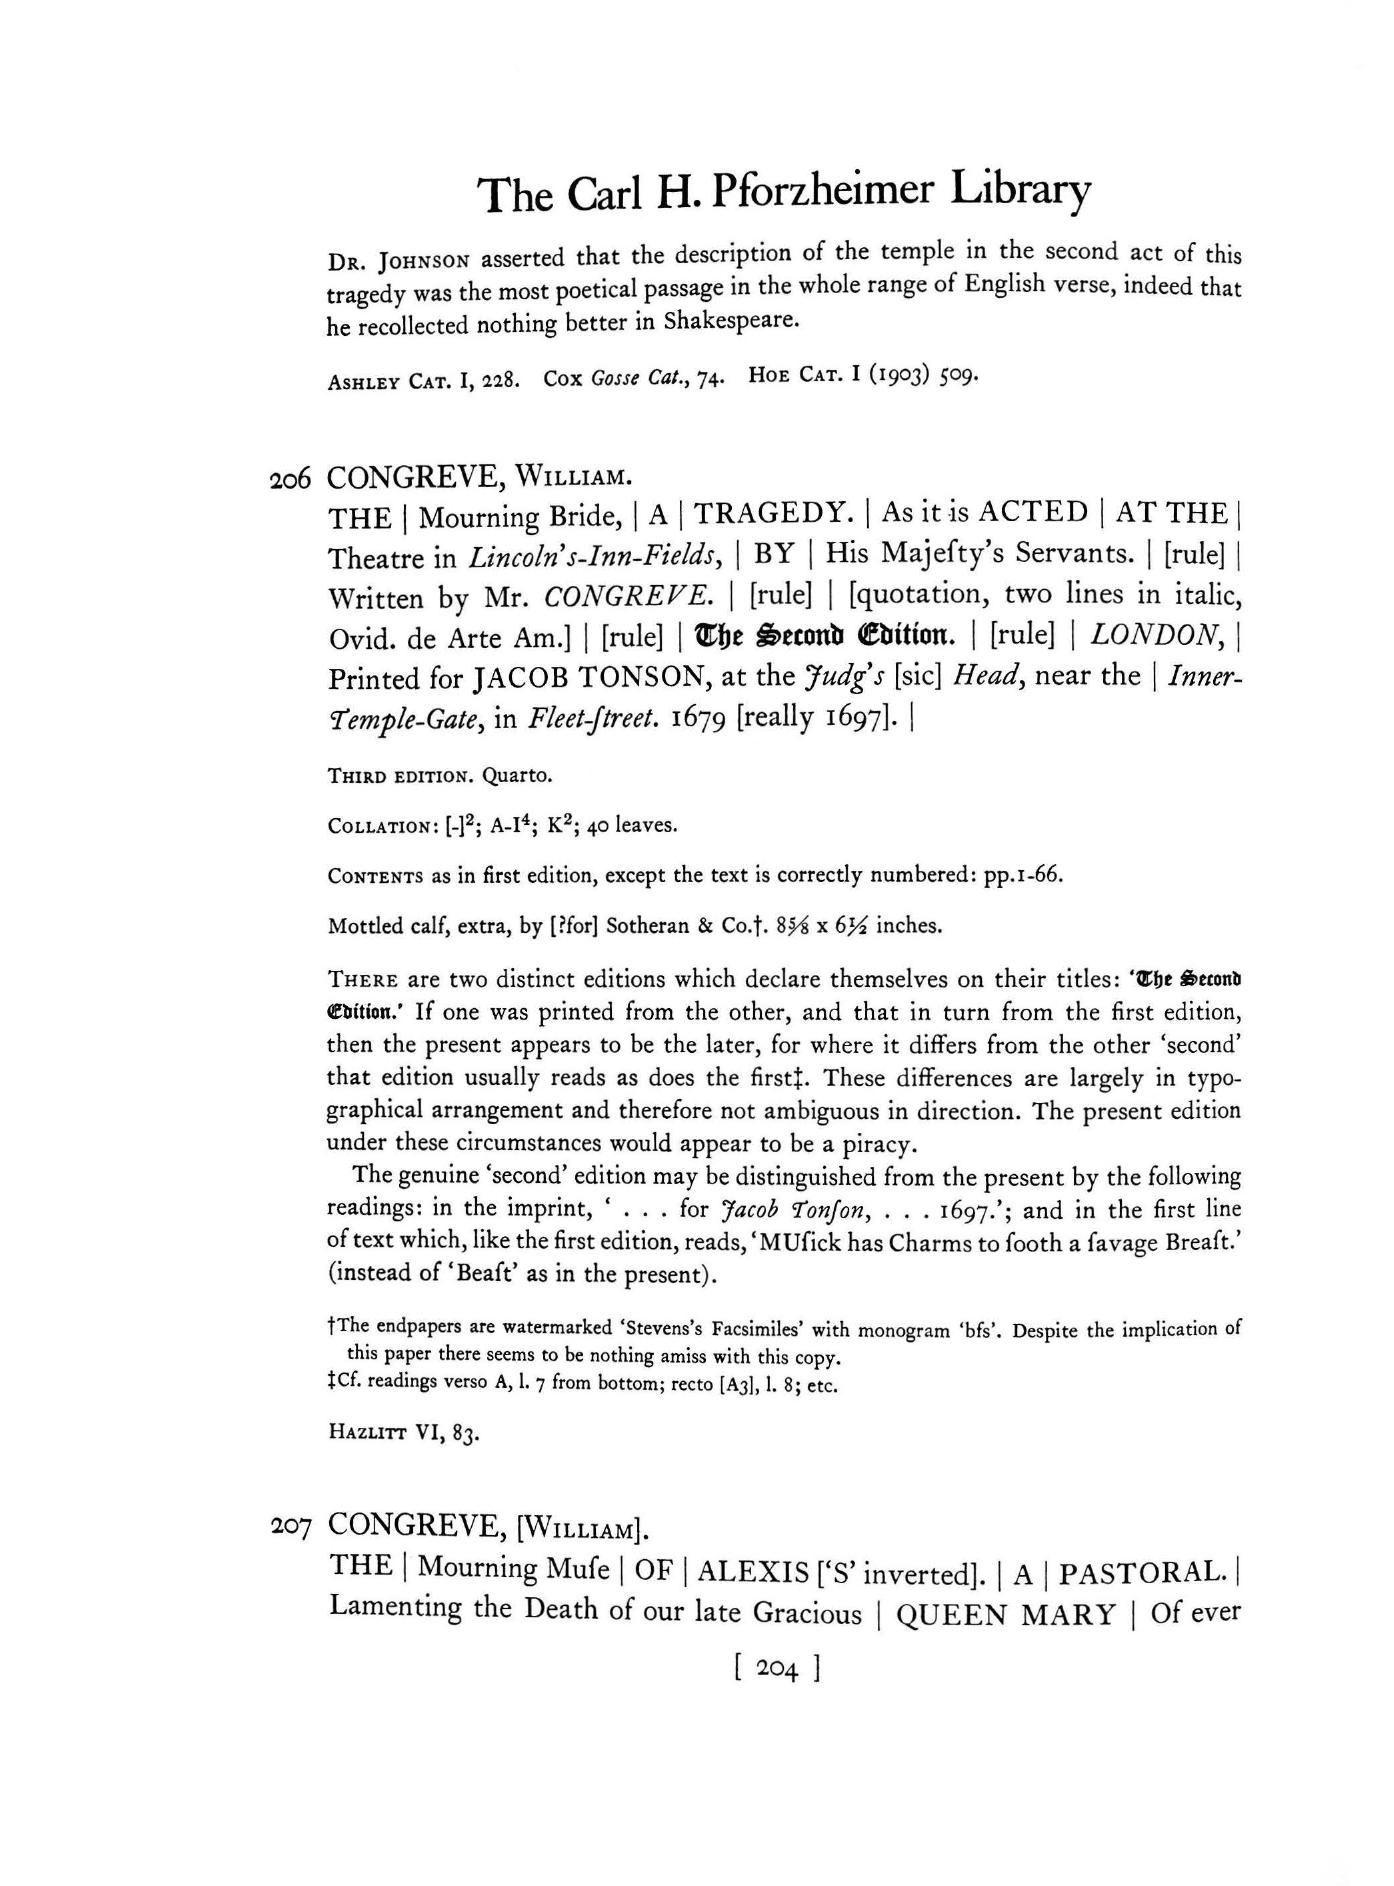 The Carl H. Pforzheimer Library
Dr. Johnson asserted that the description of the temple in the second act of this
tragedy was the most poetical passage in the whole range of English verse, indeed that
he recollected nothing better in Shakespeare.
Ashley Cat. I, 228. Cox Gosse Cat., 74. Hoe Cat. I (1903) 509.
206 CONGREVE, William.
THE | Mourning Bride, | A | TRAGEDY. | As it is ACTED | AT THE |
Theatre in Lincoln's-Inn-Fields, | BY | His Majeſty's Servants. | [rule] |
Written by Mr. CONGREVE. | [rule] | [quotation, two lines in italic,
Ovid. de Arte Am.] | [rule] | The Second Edition. | [rule] | LONDON, |
Printed for JACOB TONSON, at the Judg's [sic] Head, near the | Inner-
Temple-Gate, in Fleet-ſtreet. 1679 [really 1697]. |
Third edition. Quarto.
Collation: [-]²; A-I⁴; K²; 40 leaves.
Contents as in first edition, except the text is correctly numbered: pp.1-66.
Mottled calf, extra, by [?for] Sotheran & Co.†. 8⅝ x 6½ inches.
There are two distinct editions which declare themselves on their titles: 'The Second
Edition.' If one was printed from the other, and that in turn from the first edition,
then the present appears to be the later, for where it differs from the other 'second'
that edition usually reads as does the first‡. These differences are largely in typo-
graphical arrangement and therefore not ambiguous in direction. The present edition
under these circumstances would appear to be a piracy.
The genuine 'second' edition may be distinguished from the present by the following
readings: in the imprint, ' . . . for Jacob Tonſon, . . . 1697.'; and in the first line
of text which, like the first edition, reads, 'MUſick has Charms to ſooth a ſavage Breaſt.'
(instead of 'Beaſt' as in the present).
†The endpapers are watermarked 'Stevens's Facsimiles' with monogram 'bfs'. Despite the implication of
this paper there seems to be nothing amiss with this copy.
‡Cf. readings verso A, l. 7 from bottom; recto [A3], l. 8; etc.
Hazlitt VI, 83.
207 CONGREVE, [William].
THE | Mourning Muſe | OF | ALEXIS ['S' inverted]. | A | PASTORAL. |
Lamenting the Death of our late Gracious | QUEEN MARY | Of ever
[ 204 ]